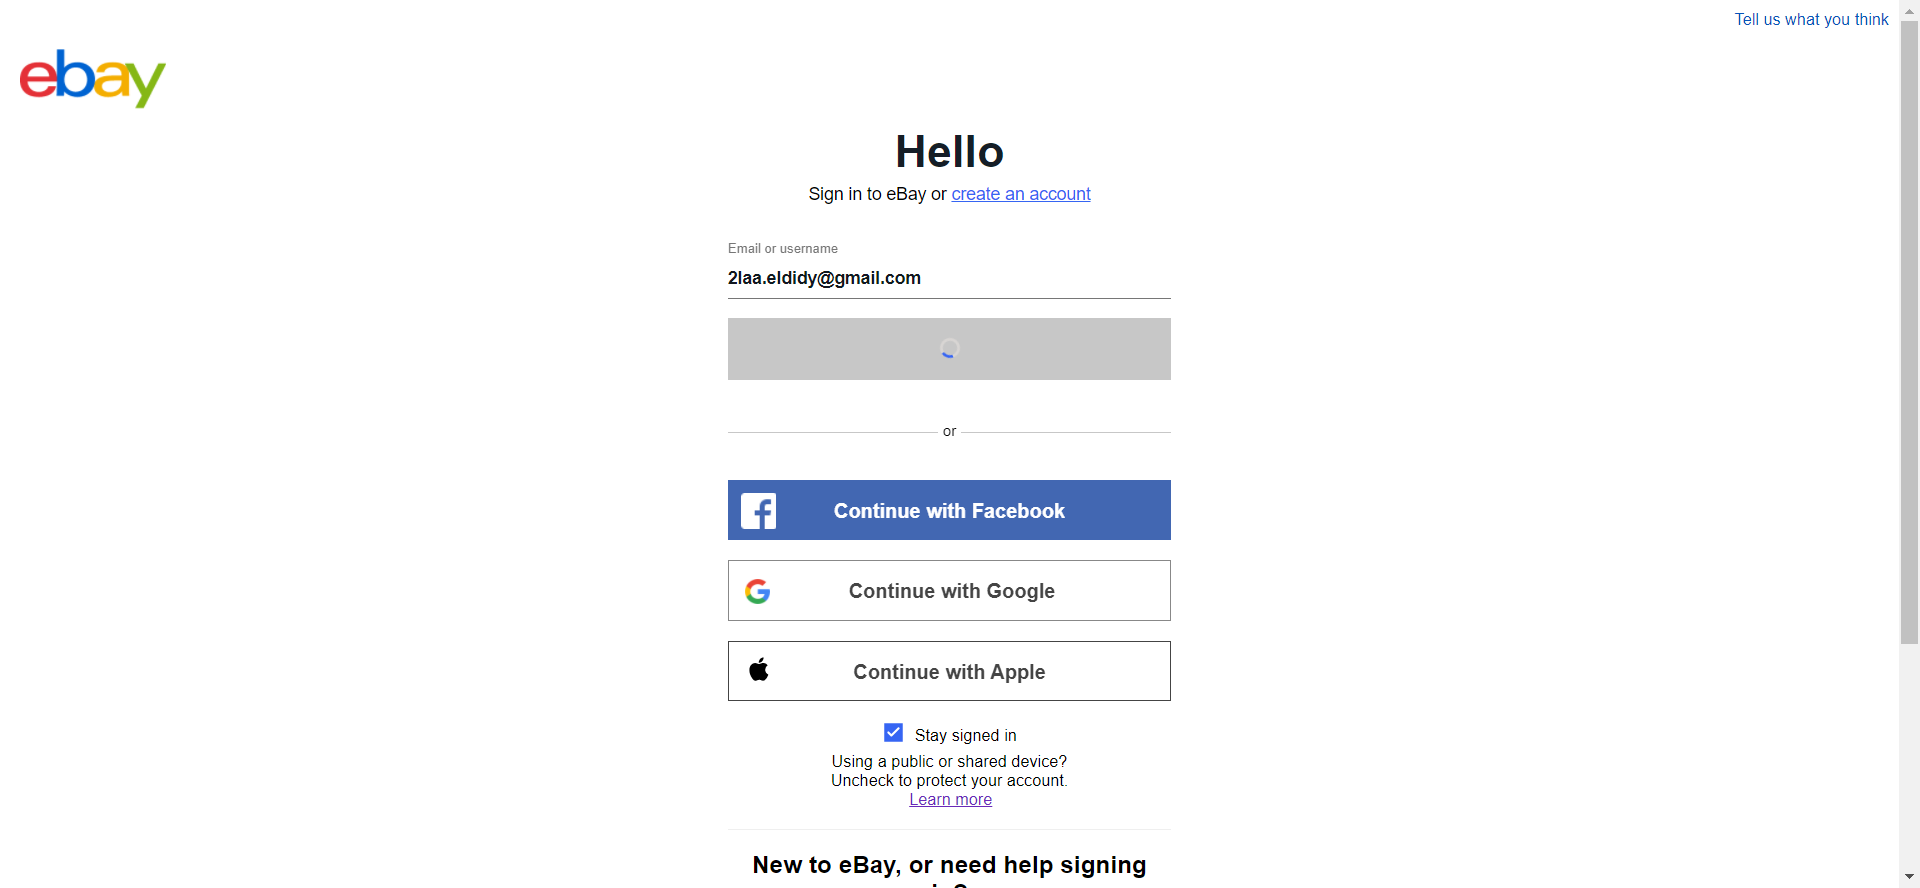 Tell us what you think
ebay
Hello
Sign in to eBay or create an account
Email or username
2laa.eldidy@gmail.com
or
Continue with Facebook
Continue with Google
Continue with Apple
Stay signed in
Using a public or shared device?
Uncheck to protect your account.
Learn more
New to eBay, or need help signing